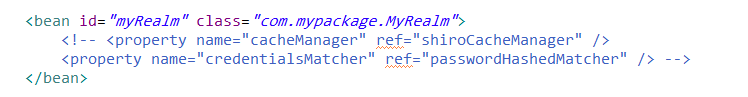 <bean id="myRealm" class="com.mypackage.MyRealm">
<!-- <property name="cacheManager" ref="shiroCacheManager" />
<property name="credentialsMatcher" ref="passwordHashedMatcher" /> -->
</bean>